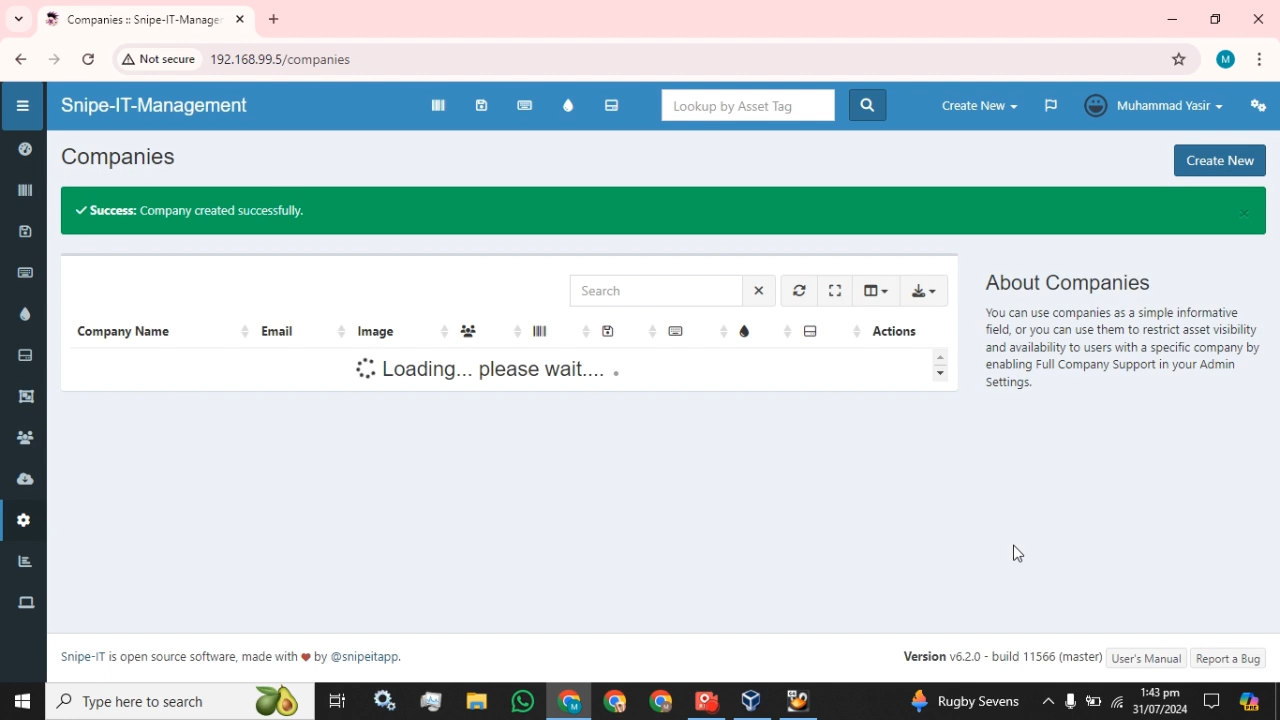 Companies :: Snipe-IT-Manage
Not secure
192.168.99.5/companies
M
Snipe-IT-Management
Lookup by Asset Tag
Create New
Muhammad Yasir
Companies
Create New
Success: Company created successfully.
×
Search
About Companies
You can use companies as a simple informative
field, or you can use them to restrict asset visibility
and availability to users with a specific company by
enabling Full Company Support in your Admin
Settings.
Company Name
Email
Image
Actions
Loading... please wait....
Snipe-IT is open source software, made with ♥ by @snipeitapp.
Version v6.2.0 - build 11566 (master)
User's Manual
Report a Bug
Type here to search
Rugby Sevens
1:43 pm
31/07/2024